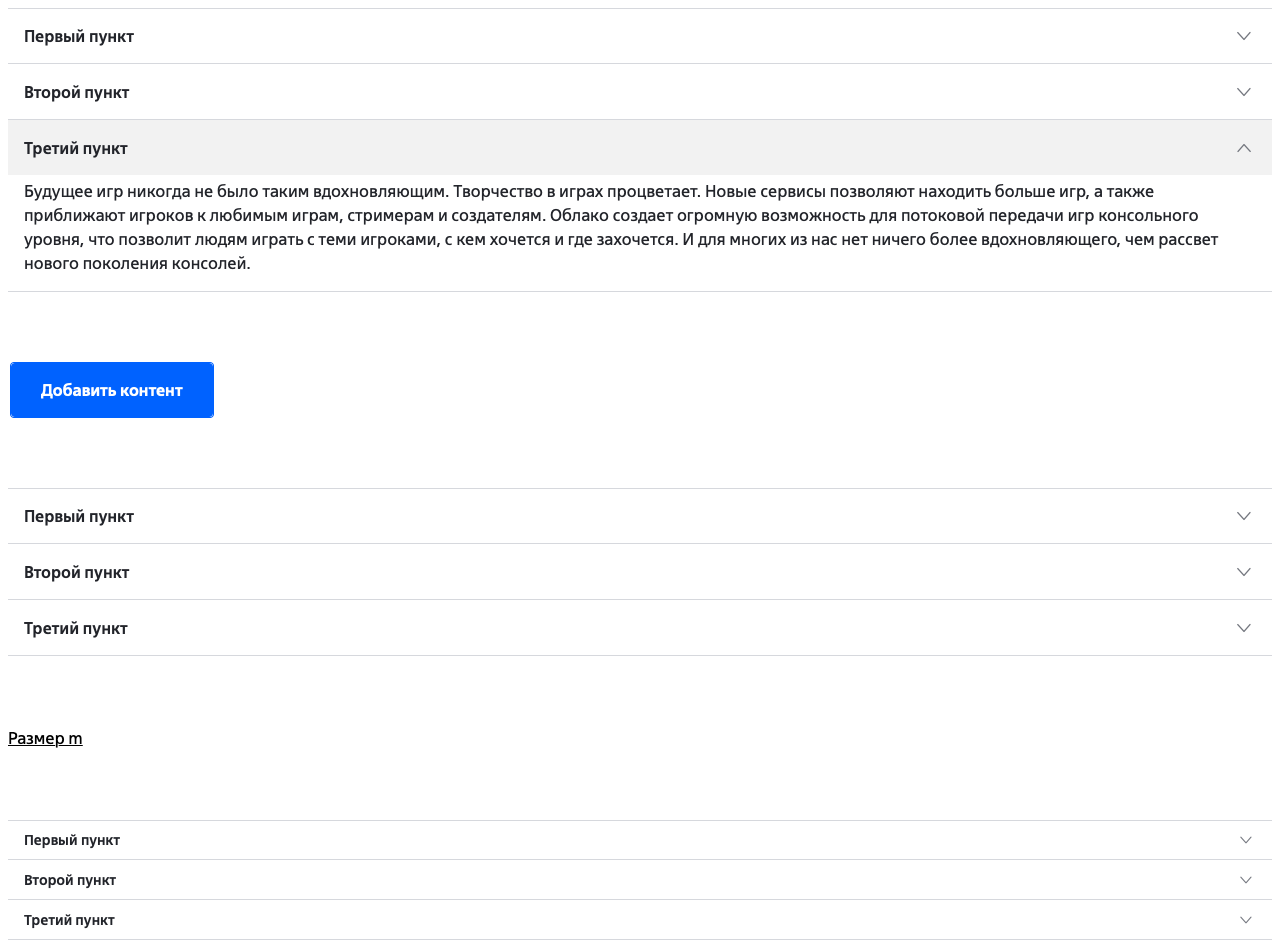 Первый пункт
Второй пункт
Третий пункт
Будущее игр никогда не было таким вдохновляющим. Творчество в играх процветает. Новые сервисы позволяют находить больше игр, а также
приближают игроков к любимым играм, стримерам и создателям. Облако создает огромную возможность для потоковой передачи игр консольного
уровня, что позволит людям играть с теми игроками, с кем хочется и где захочется. И для многих из нас нет ничего более вдохновляющего, чем рассвет
нового поколения консолей.
Добавить контент
Первый пункт
Второй пункт
Третий пункт
Размер m
Первый пункт
Второй пункт
Третий пункт